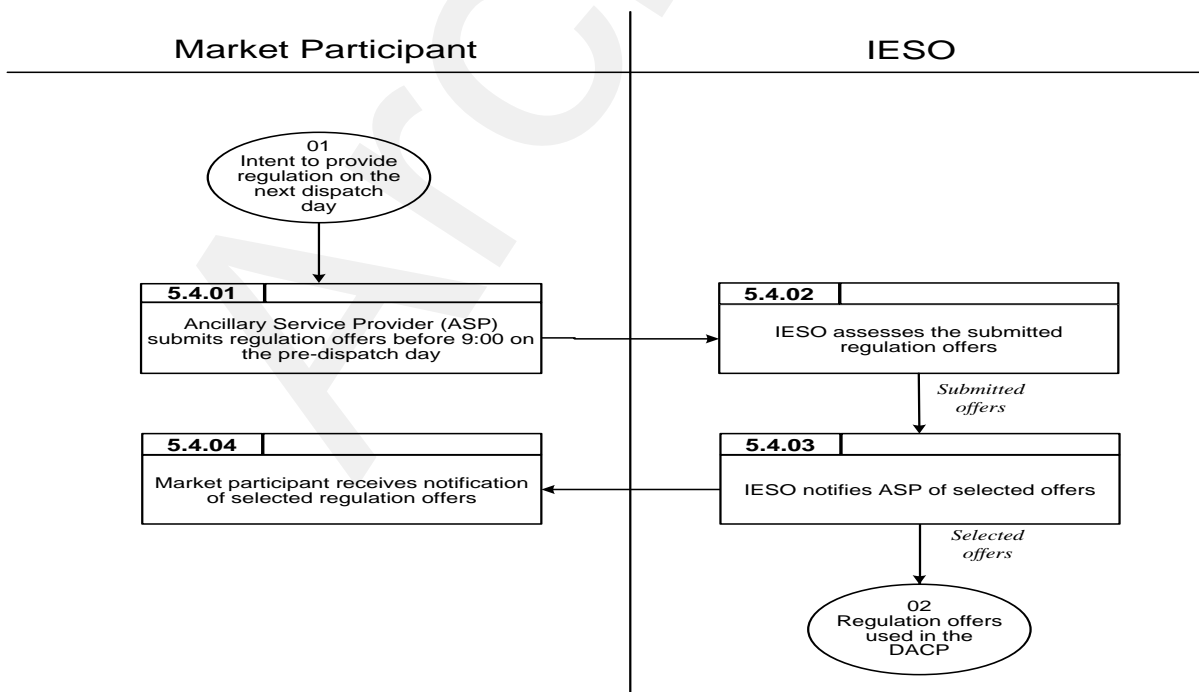 Market Participant
IESO
01
Intent to provide
regulation on the
next dispatch
day
5.4.01
Ancillary Service Provider (ASP)
submits regulation offers before 9:00 on
the pre-dispatch day
5.4.02
IESO assesses the submitted
regulation offers
Submitted
offers
5.4.04
Market participant receives notification
of selected regulation offers
5.4.03
IESO notifies ASP of selected offers
Selected
offers
02
Regulation offers
used in the
DACP